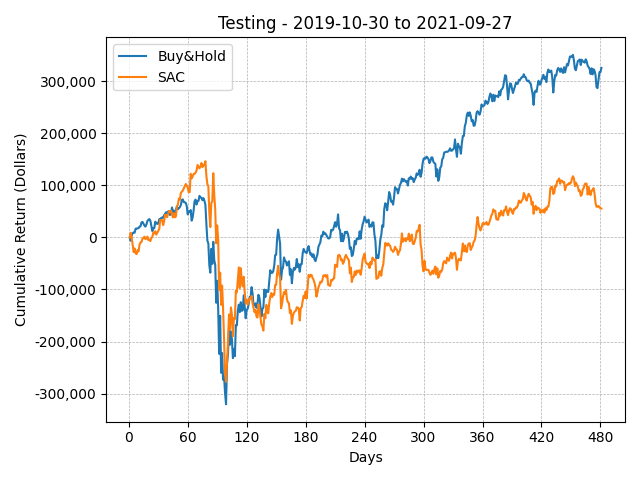 Testing - 2019-10-30 to 2021-09-27
Buy&Hold
SAC
Cumulative Return (Dollars)
300,000
200,000
100,000
0
-100,000
-200,000
-300,000
0 60 120 180 240 300 360 420 480
Days